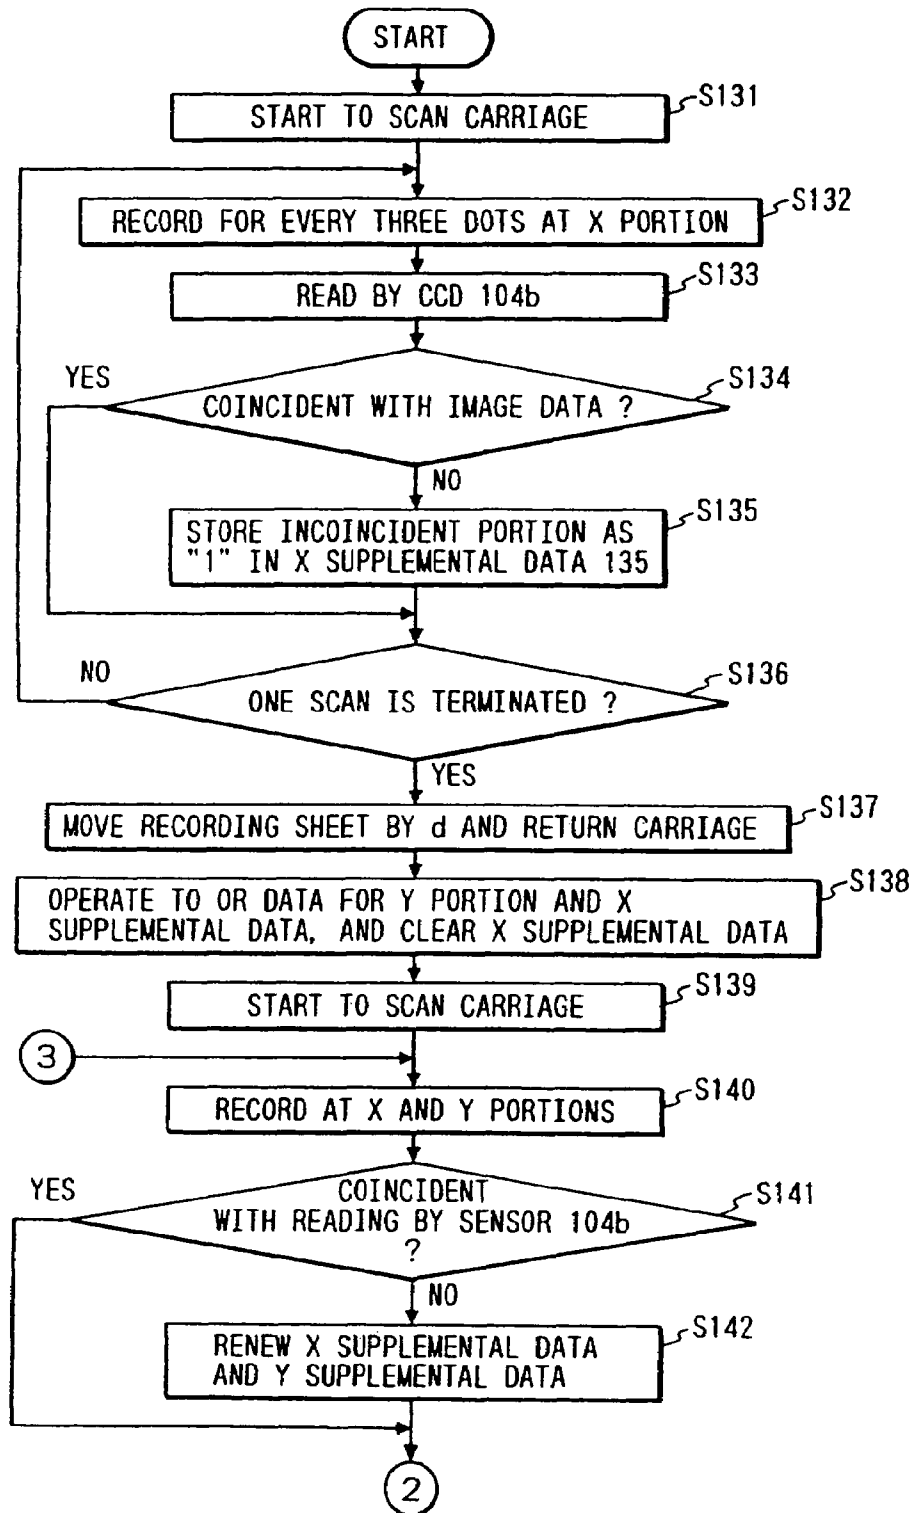 START
START TO SCAN CARRIAGE
S131
RECORD FOR EVERY THREE DOTS AT X PORTION
S132
READ BY CCD 104b
S133
YES
COINCIDENT WITH IMAGE DATA ?
S134
NO
STORE INCOINCIDENT PORTION AS
"1" IN X SUPPLEMENTAL DATA 135
S135
NO
ONE SCAN IS TERMINATED ?
S136
YES
MOVE RECORDING SHEET BY d AND RETURN CARRIAGE
S137
OPERATE TO OR DATA FOR Y PORTION AND X
SUPPLEMENTAL DATA, AND CLEAR X SUPPLEMENTAL DATA
S138
START TO SCAN CARRIAGE
S139
3
RECORD AT X AND Y PORTIONS
S140
YES
COINCIDENT
WITH READING BY SENSOR 104b
?
S141
NO
RENEW X SUPPLEMENTAL DATA
AND Y SUPPLEMENTAL DATA
S142
2